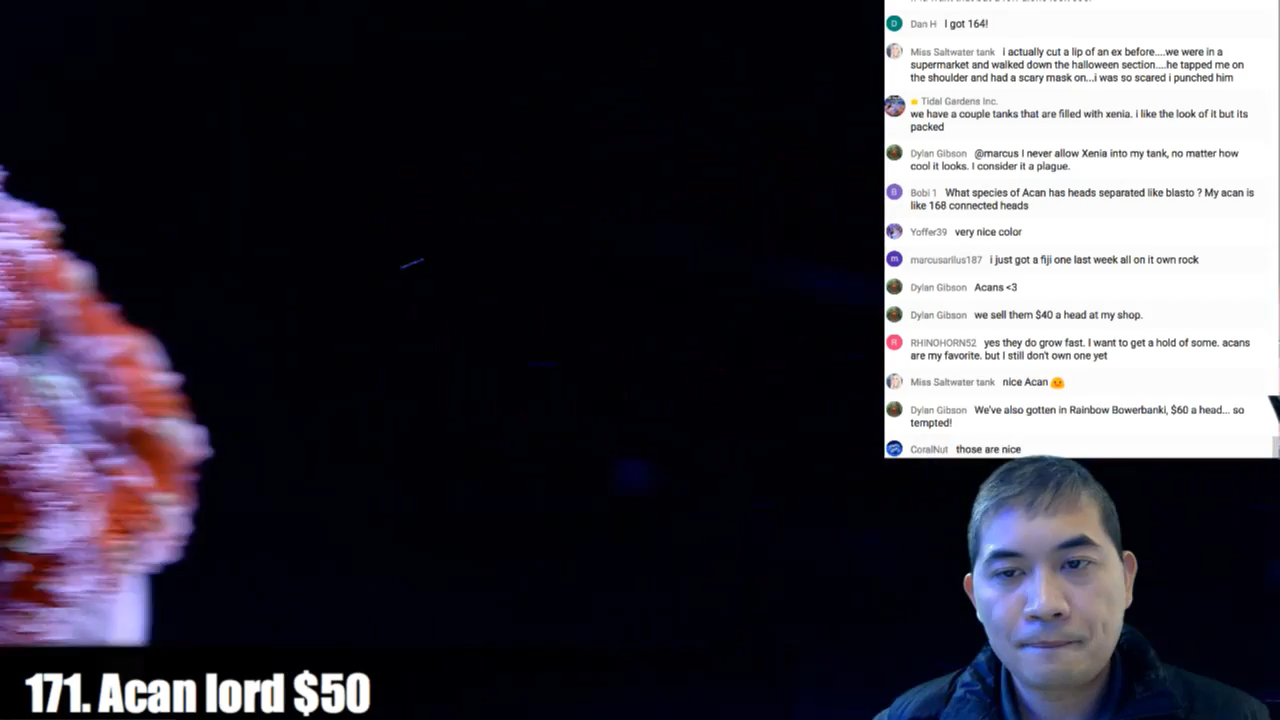 D Dan H I got 164!
Miss Saltwater tank i actually cut a lip of an ex before....we were in a
supermarket and walked down the halloween section....he tapped me on
the shoulder and had a scary mask on...i was so scared i punched him
Tidal Gardens Inc.
we have a couple tanks that are filled with xenia. i like the look of it but its
packed
Dylan Gibson @marcus I never allow Xenia into my tank, no matter how
cool it looks. I consider it a plague.
B Bobi 1 What species of Acan has heads separated like blasto ? My acan is
like 168 connected heads
Yoffer39 very nice color
m marcusarilus187 i just got a fiji one last week all on it own rock
Dylan Gibson Acans <3
Dylan Gibson we sell them $40 a head at my shop.
R RHINOHORN52 yes they do grow fast. I want to get a hold of some. acans
are my favorite. but I still don't own one yet
Miss Saltwater tank nice Acan
Dylan Gibson We've also gotten in Rainbow Bowerbanki, $60 a head... so
tempted!
CoralNut those are nice
171. Acan lord $50